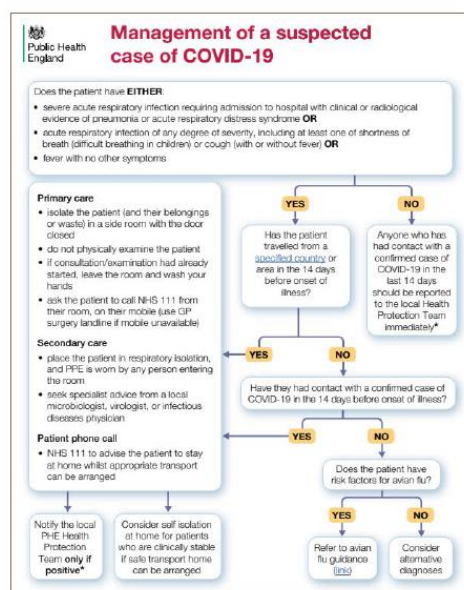 Public Health
England
Management of a suspected
case of COVID-19
Does the patient have EITHER:
• severe acute respiratory infection requiring admission to hospital with clinical or radiological
evidence of pneumonia or acute respiratory distress syndrome OR
• acute respiratory infection of any degree of severity, including at least one of shortness of
breath (difficult breathing in children) or cough (with or without fever) OR
• fever with no other symptoms
YES
NO
Has the patient
travelled from a
specified country or
area in the 14 days
before onset of
illness?
Anyone who has
had contact with a
confirmed case of
COVID-19 in the
last 14 days
should be reported
to the local Health
Protection Team
immediately*
Primary care
• isolate the patient (and their belongings
or waste) in a side room with the door
closed
• do not physically examine the patient
• if consultation/examination had already
started, leave the room and wash your
hands
• ask the patient to call NHS 111 from
their room, on their mobile (use GP
surgery landline if mobile unavailable)
Secondary care
• place the patient in respiratory isolation,
and PPE is worn by any person entering
the room
• seek specialist advice from a local
microbiologist, virologist, or infectious
diseases physician
Patient phone call
• NHS 111 to advise the patient to stay
at home whilst appropriate transport
can be arranged
YES
NO
Have they had contact with a confirmed case of
COVID-19 in the 14 days before onset of illness?
YES
NO
Does the patient have
risk factors for avian flu?
YES
NO
Notify the local
PHE Health
Protection
Team only if
positive*
Consider self isolation
at home for patients
who are clinically stable
if safe transport home
can be arranged
Refer to avian
flu guidance
(link)
Consider
alternative
diagnoses